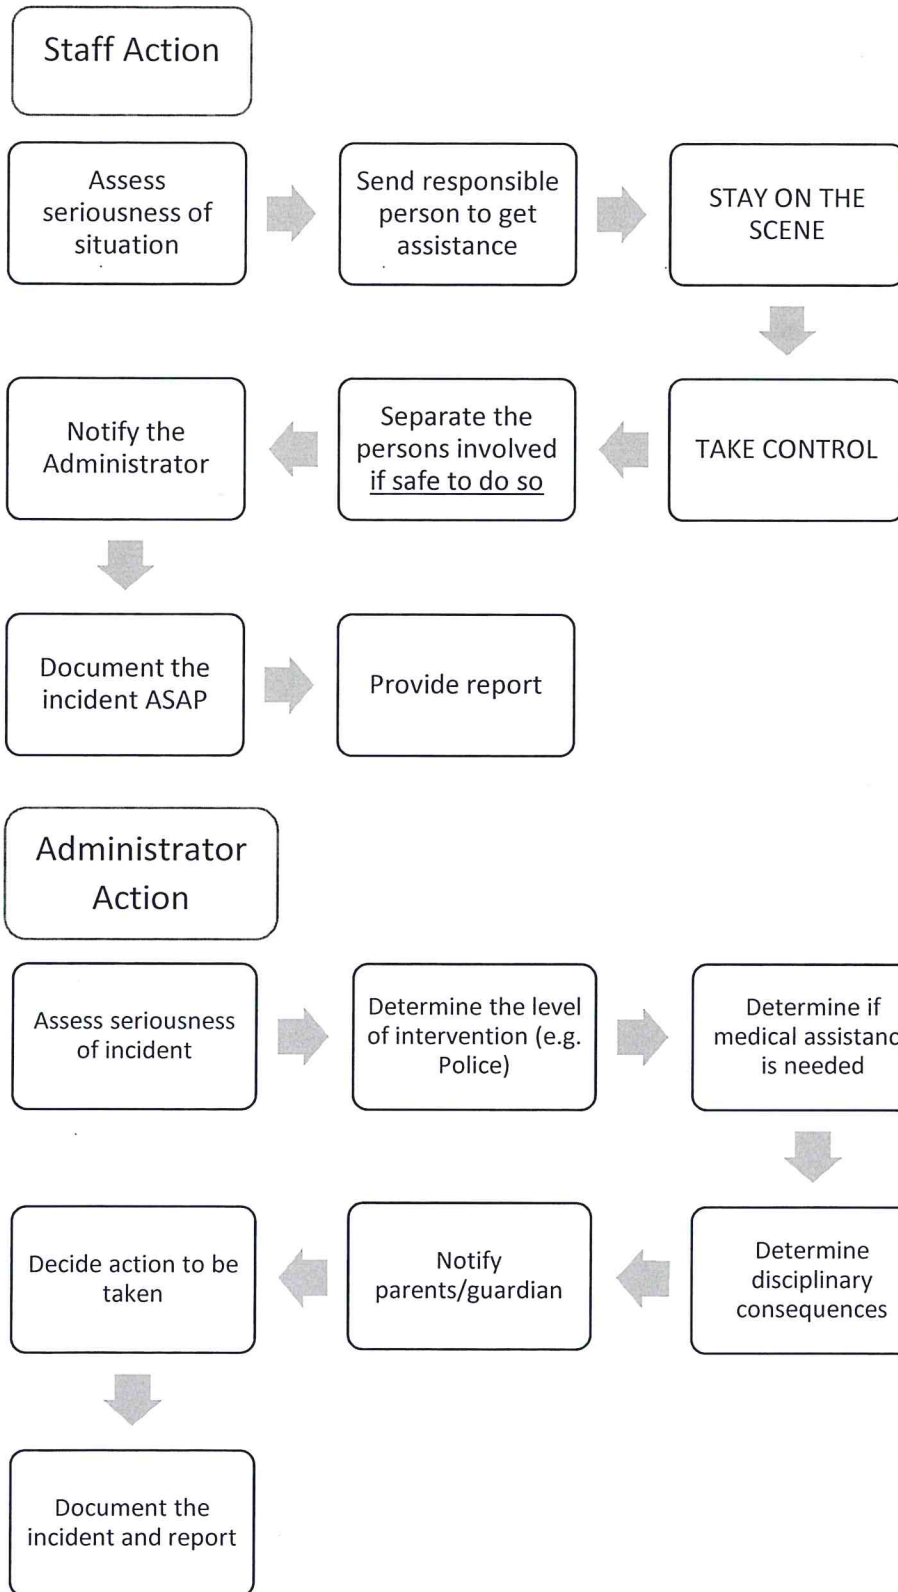 Staff Action
Assess
seriousness of
situation
Send responsible
person to get
assistance
STAY ON THE
SCENE
TAKE CONTROL
Separate the
persons involved
if safe to do so
Notify the
Administrator
Document the
incident ASAP
Provide report
Administrator
Action
Assess seriousness
of incident
Determine the level
of intervention (e.g.
Police)
Determine if
medical assistanc
is needed
Determine
disciplinary
consequences
Notify
parents/guardian
Decide action to be
taken
Document the
incident and report